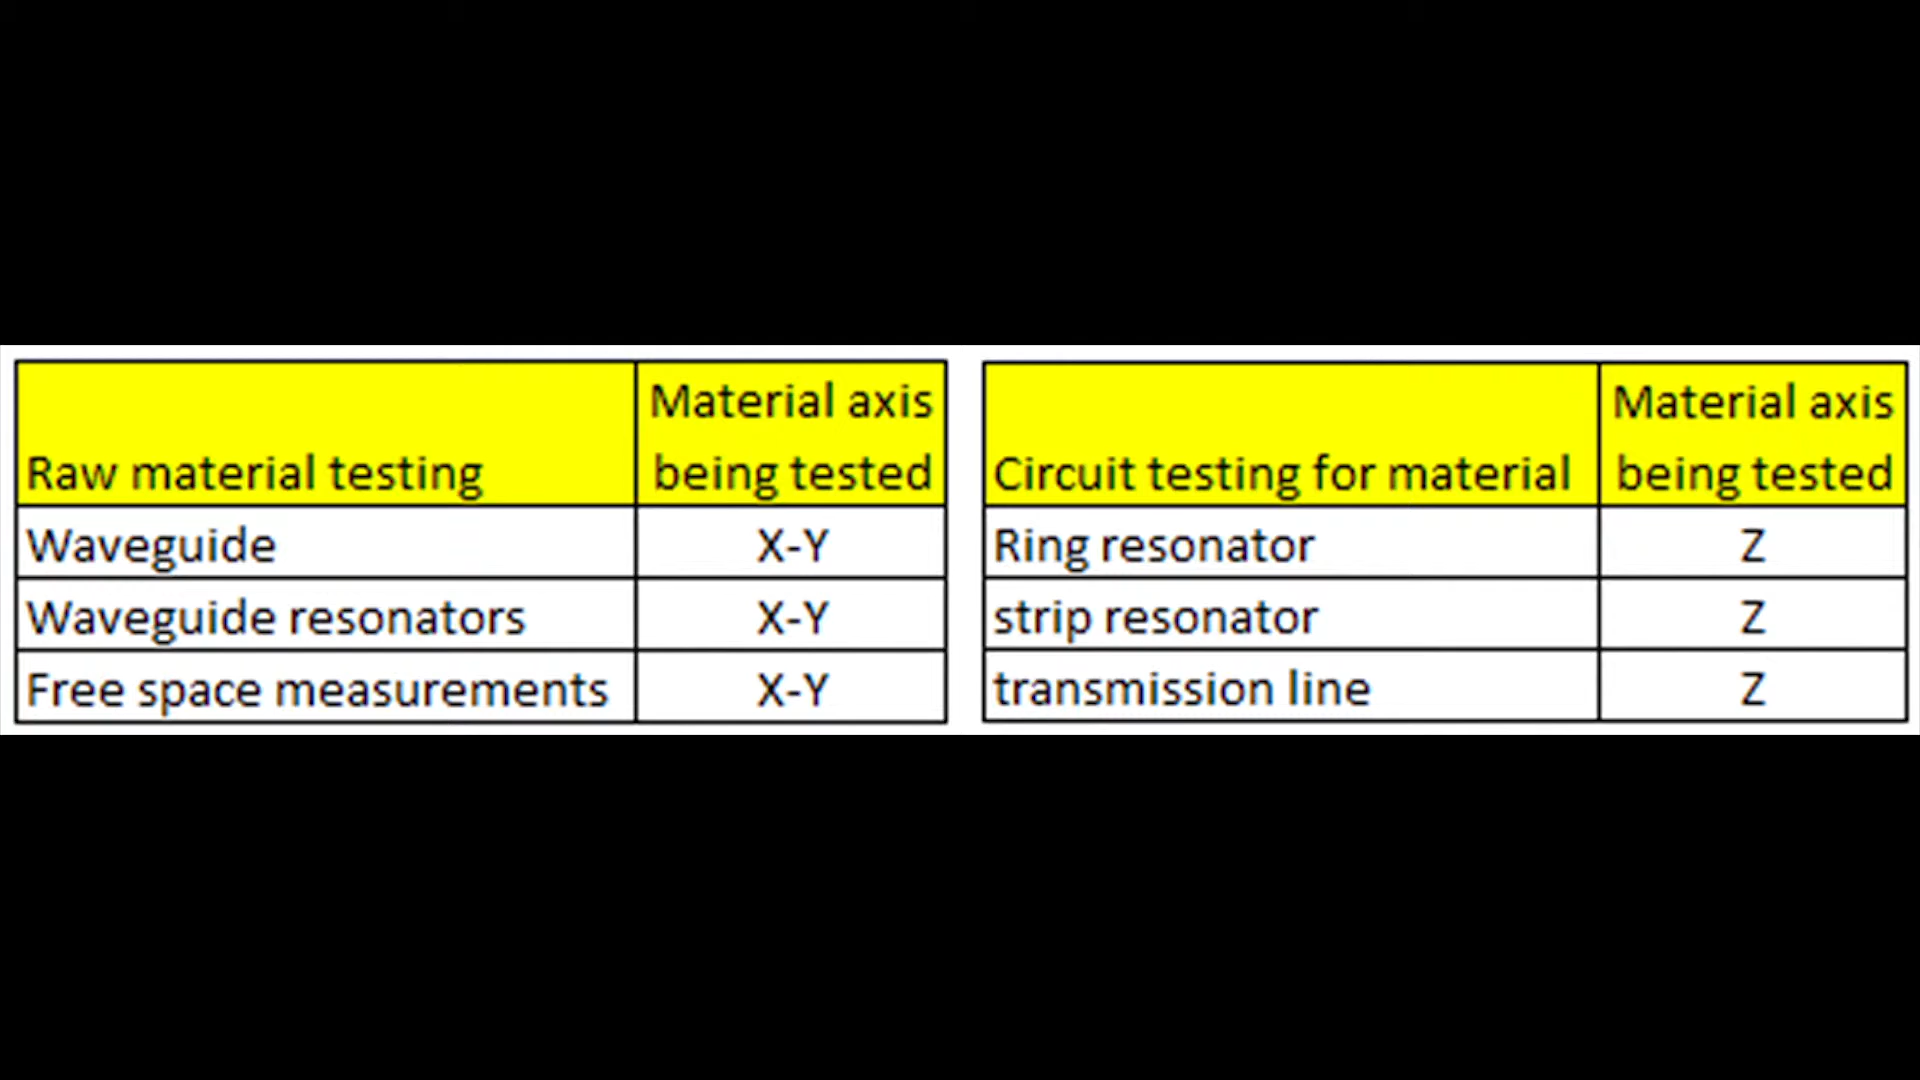 Raw material testing	Material axis being tested
Waveguide	X-Y
Waveguide resonators	X-Y
Free space measurements	X-Y
Circuit testing for material	Material axis being tested
Ring resonator	Z
strip resonator	Z
transmission line	Z